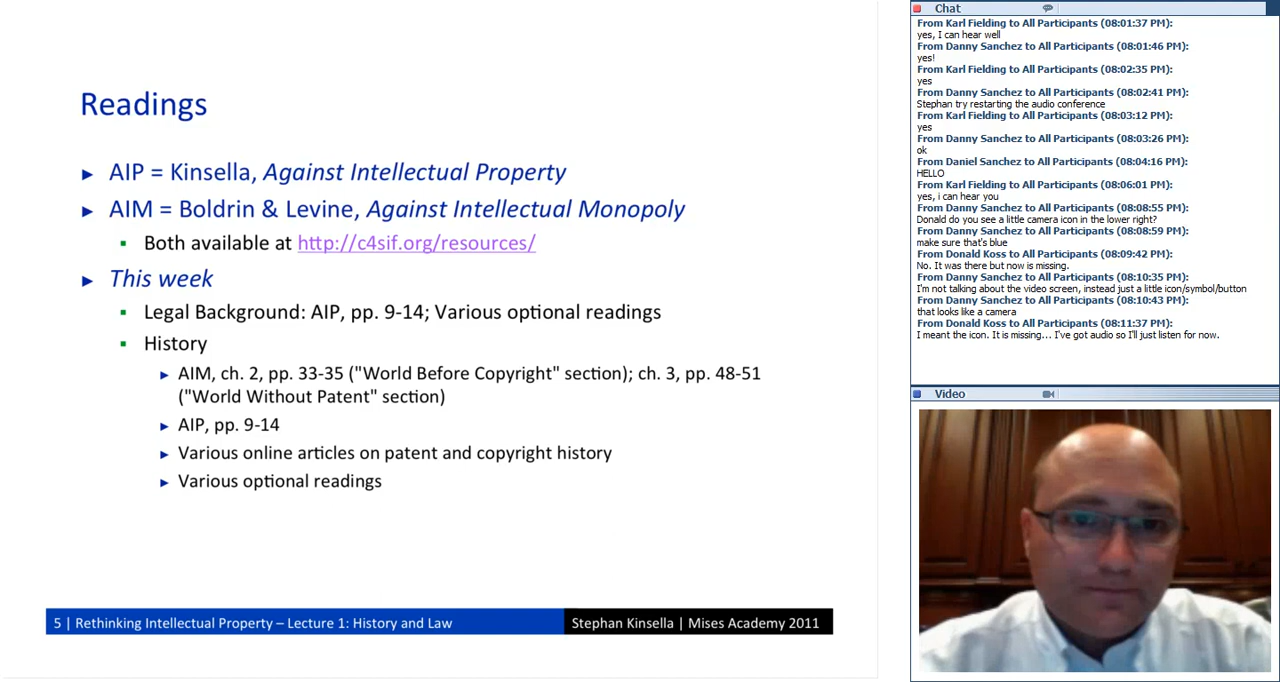 Readings
► AIP = Kinsella, Against Intellectual Property
► AIM = Boldrin & Levine, Against Intellectual Monopoly
▪ Both available at http://c4sif.org/resources/
► This week
▪ Legal Background: AIP, pp. 9-14; Various optional readings
▪ History
► AIM, ch. 2, pp. 33-35 ("World Before Copyright" section); ch. 3, pp. 48-51
("World Without Patent" section)
► AIP, pp. 9-14
► Various online articles on patent and copyright history
► Various optional readings
5 | Rethinking Intellectual Property – Lecture 1: History and Law
Stephan Kinsella | Mises Academy 2011
Chat
From Karl Fielding to All Participants (08:01:37 PM):
yes, I can hear well
From Danny Sanchez to All Participants (08:01:46 PM):
yes!
From Karl Fielding to All Participants (08:02:35 PM):
yes
From Danny Sanchez to All Participants (08:02:41 PM):
Stephan try restarting the audio conference
From Karl Fielding to All Participants (08:03:12 PM):
yes
From Danny Sanchez to All Participants (08:03:26 PM):
ok
From Daniel Sanchez to All Participants (08:04:16 PM):
HELLO
From Karl Fielding to All Participants (08:06:01 PM):
yes, i can hear you
From Danny Sanchez to All Participants (08:08:55 PM):
Donald do you see a little camera icon in the lower right?
From Danny Sanchez to All Participants (08:08:59 PM):
make sure that's blue
From Donald Koss to All Participants (08:09:42 PM):
No. It was there but now is missing.
From Danny Sanchez to All Participants (08:10:35 PM):
I'm not talking about the video screen, instead just a little icon/symbol/button
From Danny Sanchez to All Participants (08:10:43 PM):
that looks like a camera
From Donald Koss to All Participants (08:11:37 PM):
I meant the icon. It is missing... I've got audio so I'll just listen for now.
Video